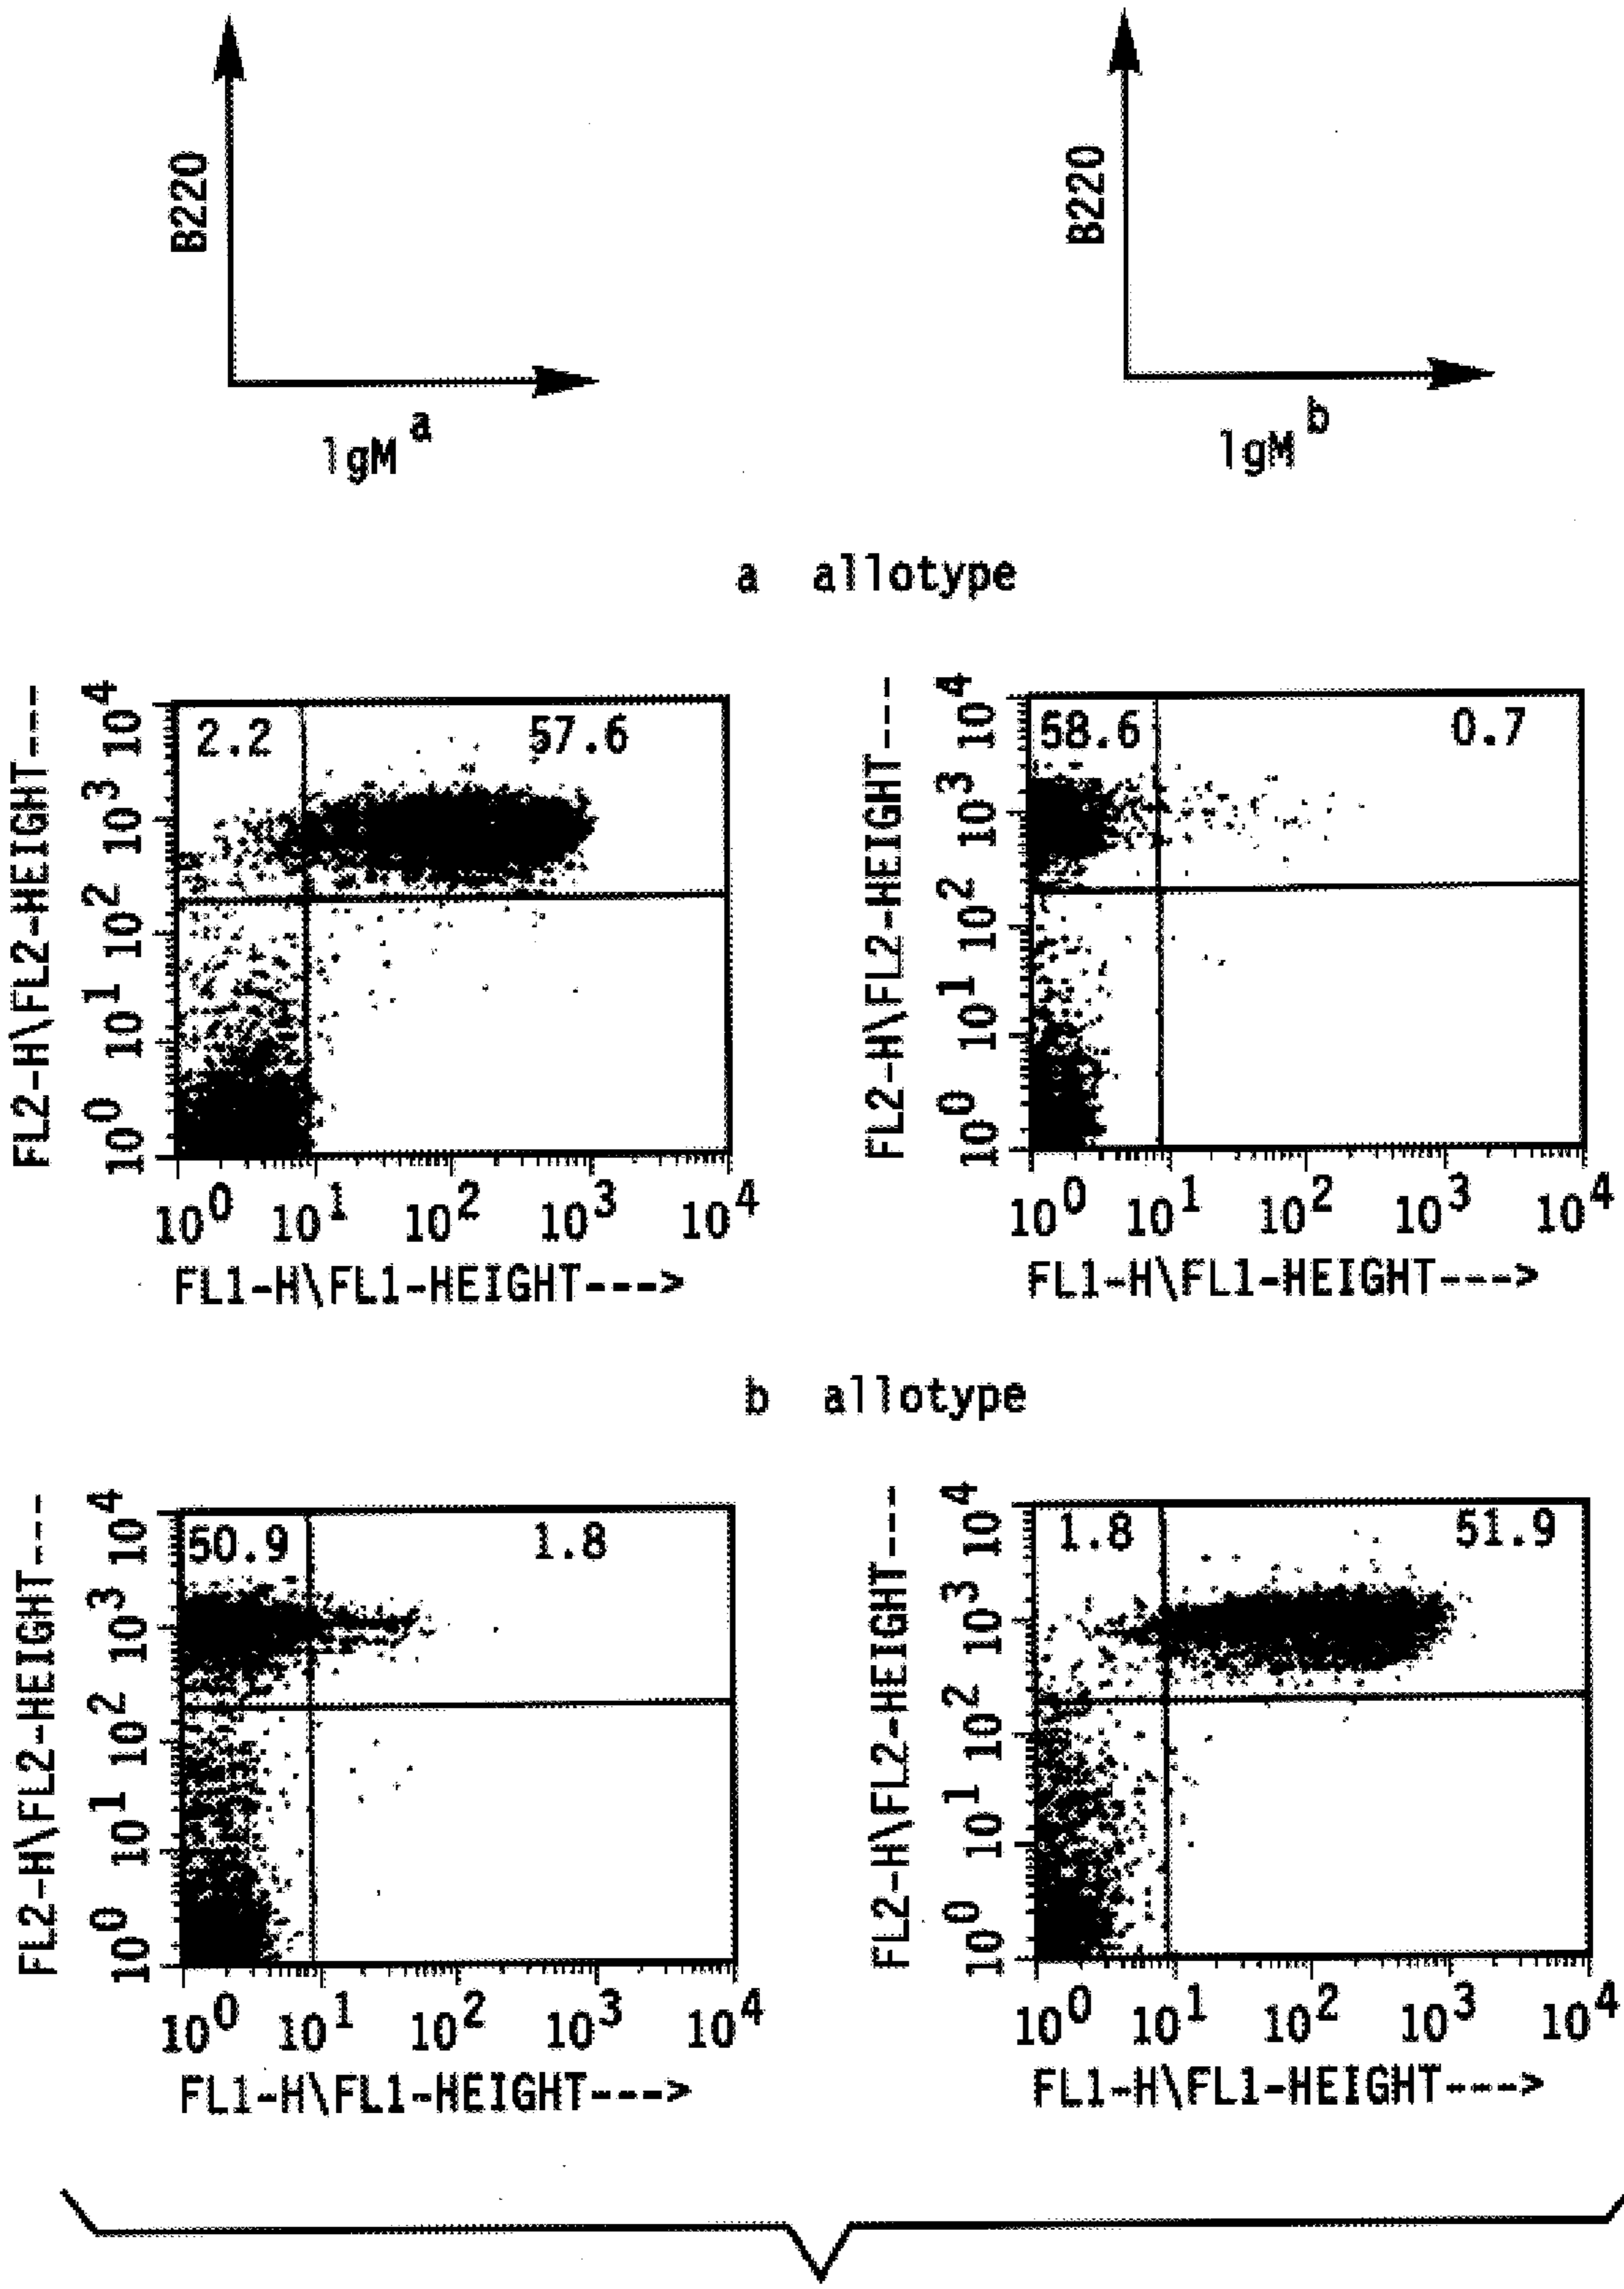 B220
IgM a
B220
IgM b
a allotype
FL2-H\FL2-HEIGHT---
10^0 10^1 10^2 10^3 10^4
2.2 57.6
10^0 10^1 10^2 10^3 10^4
FL1-H\FL1-HEIGHT--->
FL2-H\FL2-HEIGHT---
10^0 10^1 10^2 10^3 10^4
58.6 0.7
10^0 10^1 10^2 10^3 10^4
FL1-H\FL1-HEIGHT--->
b allotype
FL2-H\FL2-HEIGHT---
10^0 10^1 10^2 10^3 10^4
50.9 1.8
10^0 10^1 10^2 10^3 10^4
FL1-H\FL1-HEIGHT--->
FL2-H\FL2-HEIGHT---
10^0 10^1 10^2 10^3 10^4
1.8 51.9
10^0 10^1 10^2 10^3 10^4
FL1-H\FL1-HEIGHT--->